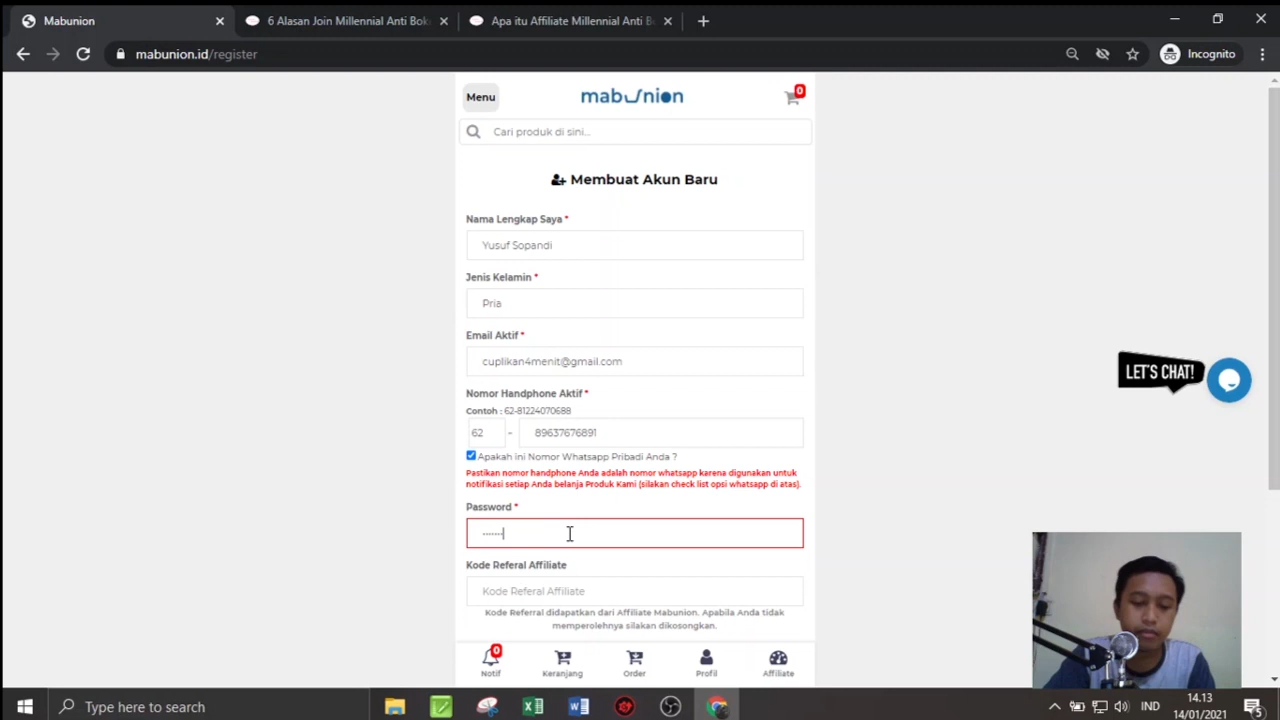 Mabunion
6 Alasan Join Millennial Anti Bok
Apa itu Affiliate Millennial Anti B
mabunion.id/register
Incognito
Menu
mabunion
0
Cari produk di sini...
Membuat Akun Baru
Nama Lengkap Saya *
Yusuf Sopandi
Jenis Kelamin *
Pria
Email Aktif *
cuplikan4menit@gmail.com
LET'S CHAT!
Nomor Handphone Aktif *
Contoh : 62-81224070688
62 - 89637676891
Apakah ini Nomor Whatsapp Pribadi Anda ?
Pastikan nomor handphone Anda adalah nomor whatsapp karena digunakan untuk
notifikasi setiap Anda belanja Produk Kami (silakan check list opsi whatsapp di atas).
Password *
Kode Referal Affiliate
Kode Referal Affiliate
Kode Referral didapatkan dari Affiliate Mabunion. Apabila Anda tidak
memperolehnya silakan dikosongkan.
0
Notif Keranjang Order Profil Affiliate
Type here to search
IND
14.13
14/01/2021
5